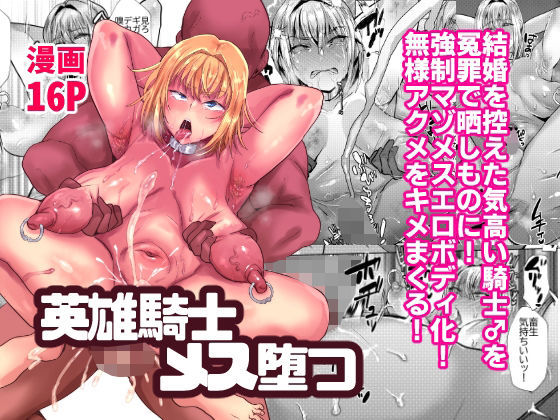 結婚を控えた気高い騎士♂を
冤罪で晒しものに！
強制マゾメスエロボディ化！
無様アクメをキメまくる！
漫画
16P
英雄騎士
メス堕つ
畜生
気持ちいいッ！